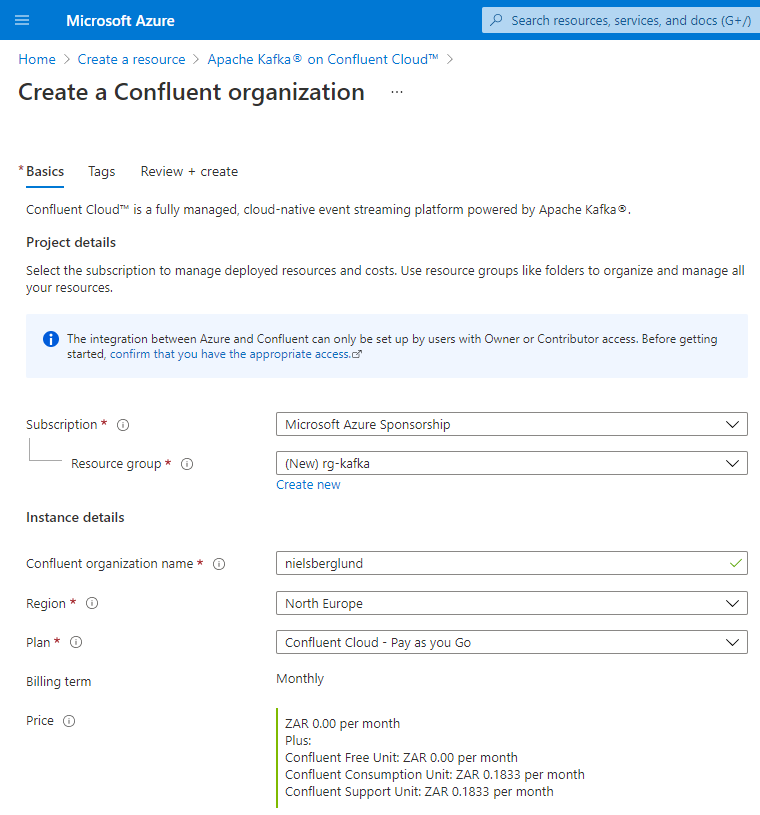 Microsoft Azure
Search resources, services, and docs (G+/)
Home > Create a resource > Apache Kafka® on Confluent Cloud™ >
Create a Confluent organization ...
* Basics Tags Review + create
Confluent Cloud™ is a fully managed, cloud-native event streaming platform powered by Apache Kafka®.
Project details
Select the subscription to manage deployed resources and costs. Use resource groups like folders to organize and manage all
your resources.
The integration between Azure and Confluent can only be set up by users with Owner or Contributor access. Before getting
started, confirm that you have the appropriate access.
Subscription * Microsoft Azure Sponsorship
Resource group * (New) rg-kafka
Create new
Instance details
Confluent organization name * nielsberglund
Region * North Europe
Plan * Confluent Cloud - Pay as you Go
Billing term Monthly
Price ZAR 0.00 per month
Plus:
Confluent Free Unit: ZAR 0.00 per month
Confluent Consumption Unit: ZAR 0.1833 per month
Confluent Support Unit: ZAR 0.1833 per month